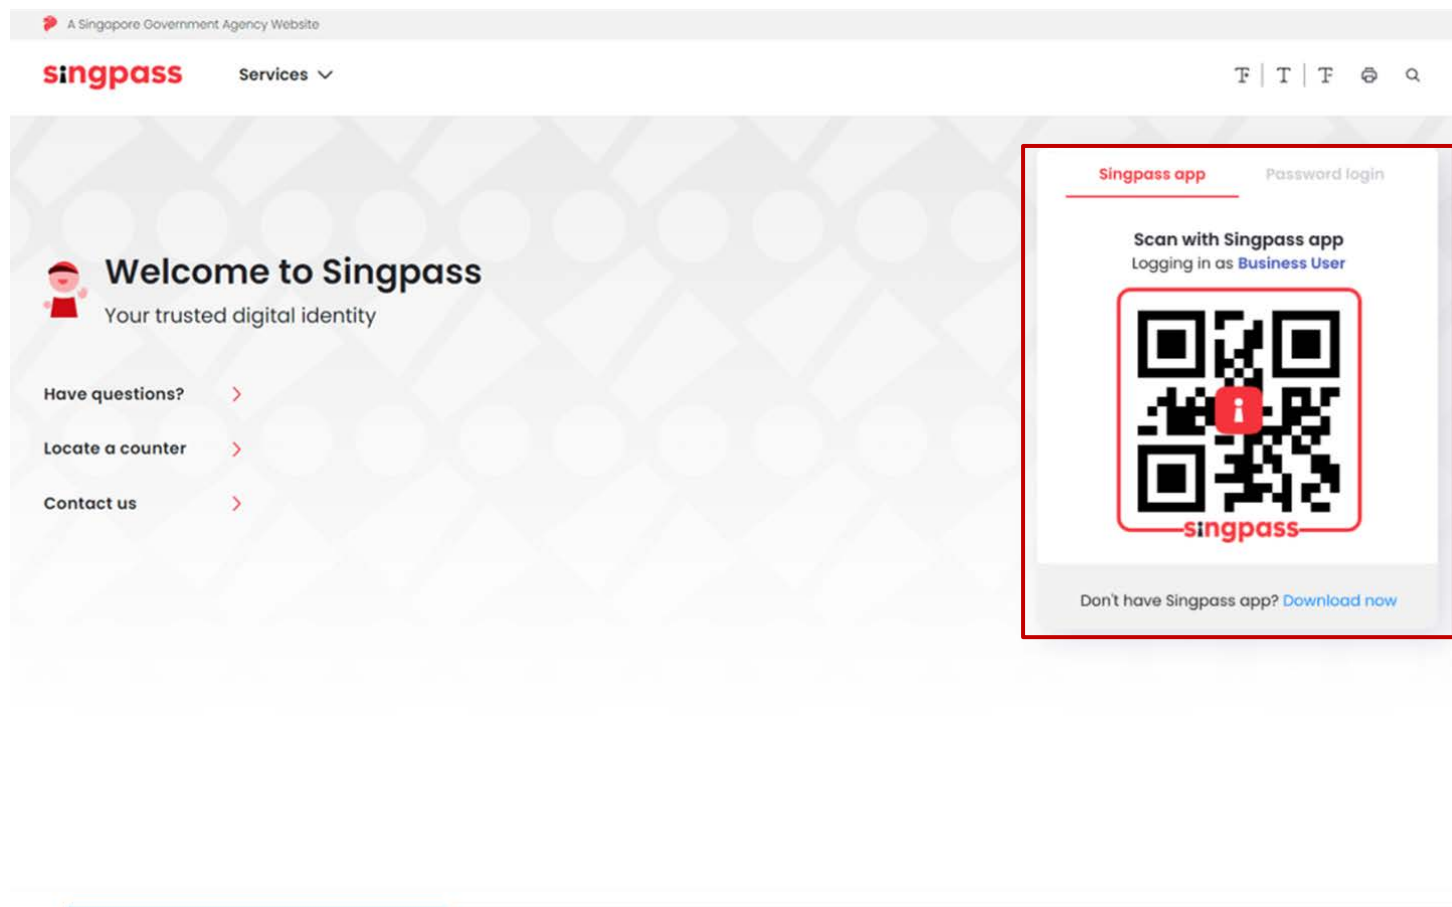 A Singapore Government Agency Website
singpass
Services
T T T
Singpass app Password login
Scan with Singpass app
Logging in as Business User
singpass
Don't have Singpass app? Download now
Welcome to Singpass
Your trusted digital identity
Have questions?
Locate a counter
Contact us